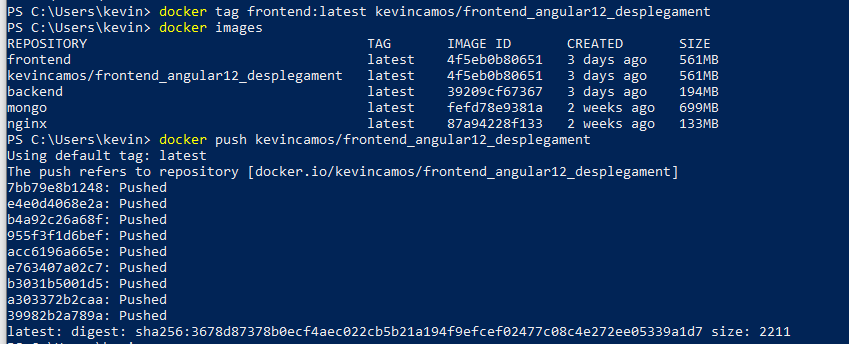 PS C:\Users\kevin> docker tag frontend:latest kevincamos/frontend_angular12_desplegament
PS C:\Users\kevin> docker images
REPOSITORY TAG IMAGE ID CREATED SIZE
frontend latest 4f5eb0b80651 3 days ago 561MB
kevincamos/frontend_angular12_desplegament latest 4f5eb0b80651 3 days ago 561MB
backend latest 39209cf67367 3 days ago 194MB
mongo latest fefd78e9381a 2 weeks ago 699MB
nginx latest 87a94228f133 2 weeks ago 133MB
PS C:\Users\kevin> docker push kevincamos/frontend_angular12_desplegament
Using default tag: latest
The push refers to repository [docker.io/kevincamos/frontend_angular12_desplegament]
7bb79e8b1248: Pushed
e4e0d4068e2a: Pushed
b4a92c26a68f: Pushed
955f3f1d6bef: Pushed
acc6196a665e: Pushed
e763407a02c7: Pushed
b3031b5001d5: Pushed
a303372b2caa: Pushed
39982b2a789a: Pushed
latest: digest: sha256:3678d87378b0ecf4aec022cb5b21a194f9efcef02477c08c4e272ee05339a1d7 size: 2211